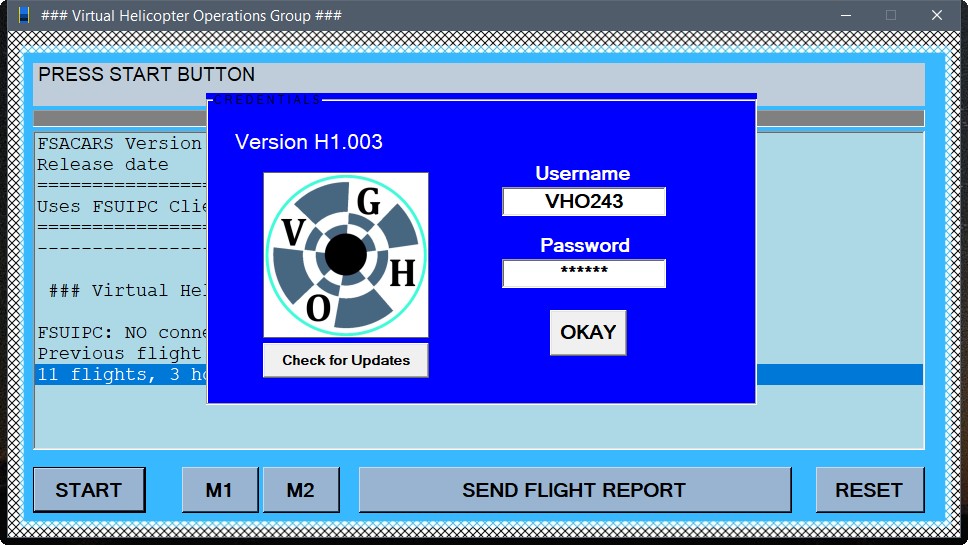 ### Virtual Helicopter Operations Group ###
PRESS START BUTTON
CREDENTIALS
FSACARS Version
Release date
====================
Uses FSUIPC Clie
====================
--------------------
### Virtual Hel
FSUIPC: NO conne
Previous flight
11 flights, 3 ho
Version H1.003
V G
O H
Check for Updates
Username
VHO243
Password
******
OKAY
START
M1
M2
SEND FLIGHT REPORT
RESET